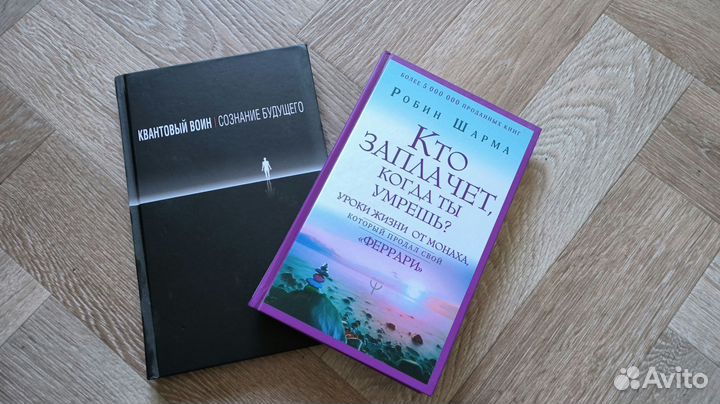 КВАНТОВЫЙ ВОИН | СОЗНАНИЕ БУДУЩЕГО
БОЛЕЕ 5 000 000 ПРОДАННЫХ КНИГ
РОБИН ШАРМА
КТО
ЗАПЛАЧЕТ,
КОГДА ТЫ
УМРЕШЬ?
УРОКИ ЖИЗНИ ОТ МОНАХА,
КОТОРЫЙ ПРОДАЛ СВОЙ
«ФЕРРАРИ»
Avito